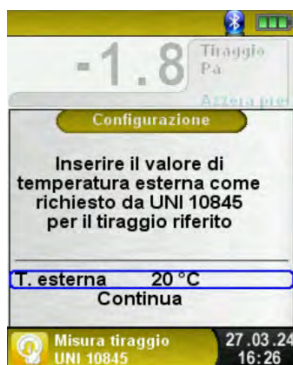 -1.8
Tiraggio
Pa
Azzera pre
Configurazione
Inserire il valore di
temperatura esterna come
richiesto da UNI 10845
per il tiraggio riferito
T. esterna 20 °C
Continua
Misura tiraggio
UNI 10845
27.03.24
16:26